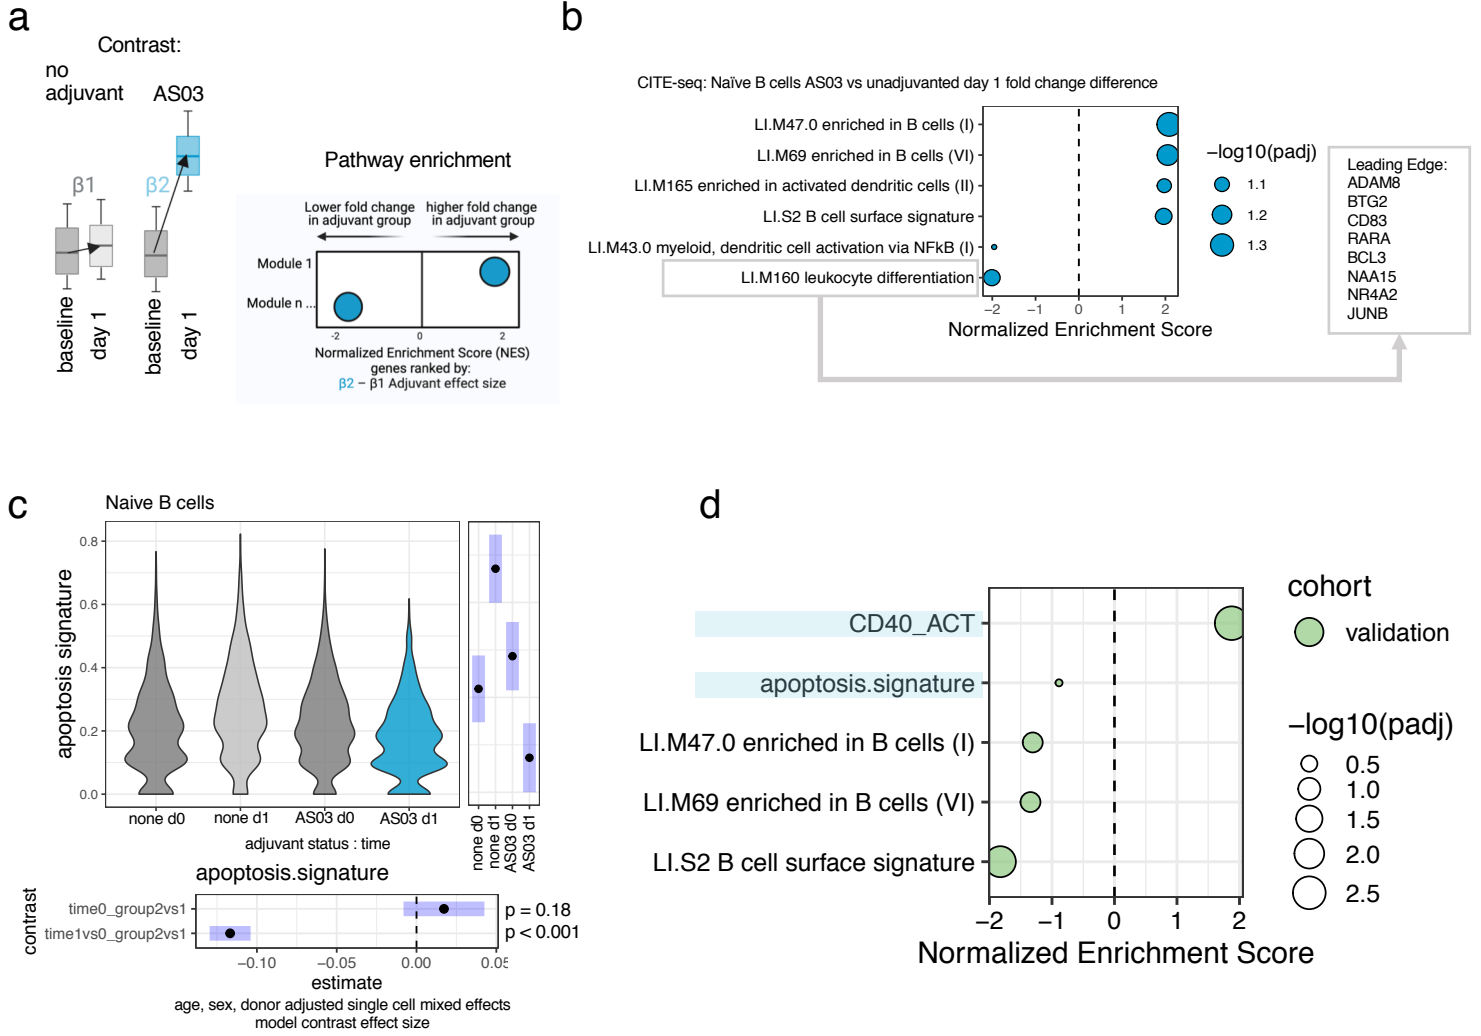 a
Contrast:
no
adjuvant
AS03
β1
β2
baseline
day 1
baseline
day 1
Pathway enrichment
Lower fold change
in adjuvant group
higher fold change
in adjuvant group
Module 1
Module n ...
-2
0
2
Normalized Enrichment Score (NES)
genes ranked by:
β2 − β1 Adjuvant effect size
b
CITE-seq: Naïve B cells AS03 vs unadjuvanted day 1 fold change difference
LI.M47.0 enriched in B cells (I)
LI.M69 enriched in B cells (VI)
LI.M165 enriched in activated dendritic cells (II)
LI.S2 B cell surface signature
LI.M43.0 myeloid, dendritic cell activation via NFkB (I)
LI.M160 leukocyte differentiation
−2 −1 0 1 2
Normalized Enrichment Score
−log10(padj)
1.1
1.2
1.3
Leading Edge:
ADAM8
BTG2
CD83
RARA
BCL3
NAA15
NR4A2
JUNB
c
Naive B cells
apoptosis signature
0.8
0.6
0.4
0.2
0.0
none d0 none d1 AS03 d0 AS03 d1
adjuvant status : time
none d0
none d1
AS03 d0
AS03 d1
apoptosis.signature
contrast
time0_group2vs1
time1vs0_group2vs1
p = 0.18
p < 0.001
−0.10 −0.05 0.00 0.05
estimate
age, sex, donor adjusted single cell mixed effects
model contrast effect size
d
CD40_ACT
apoptosis.signature
LI.M47.0 enriched in B cells (I)
LI.M69 enriched in B cells (VI)
LI.S2 B cell surface signature
−2 −1 0 1 2
Normalized Enrichment Score
cohort
validation
−log10(padj)
0.5
1.0
1.5
2.0
2.5